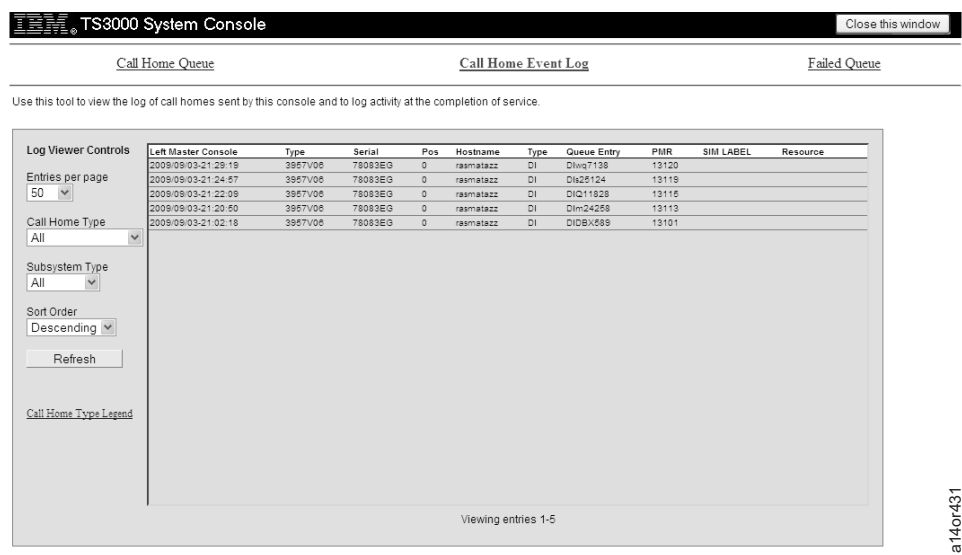 IBM® TS3000 System Console
Close this window
Call Home Queue
Call Home Event Log
Failed Queue
Use this tool to view the log of call homes sent by this console and to log activity at the completion of service.
Log Viewer Controls
Entries per page
50
Call Home Type
All
Subsystem Type
All
Sort Order
Descending
Refresh
Call Home Type Legend
Left Master Console Type Serial Pos Hostname Type Queue Entry PMR SIM LABEL Resource
2009/09/03-21:29:19 3957V06 78083EG 0 rasmatazz DI DIwq7138 13120
2009/09/03-21:24:57 3957V06 78083EG 0 rasmatazz DI DIs25124 13119
2009/09/03-21:22:09 3957V06 78083EG 0 rasmatazz DI DIQ11828 13115
2009/09/03-21:20:50 3957V06 78083EG 0 rasmatazz DI DIm24258 13113
2009/09/03-21:02:18 3957V06 78083EG 0 rasmatazz DI DIDBX589 13101
Viewing entries 1-5
a14or431